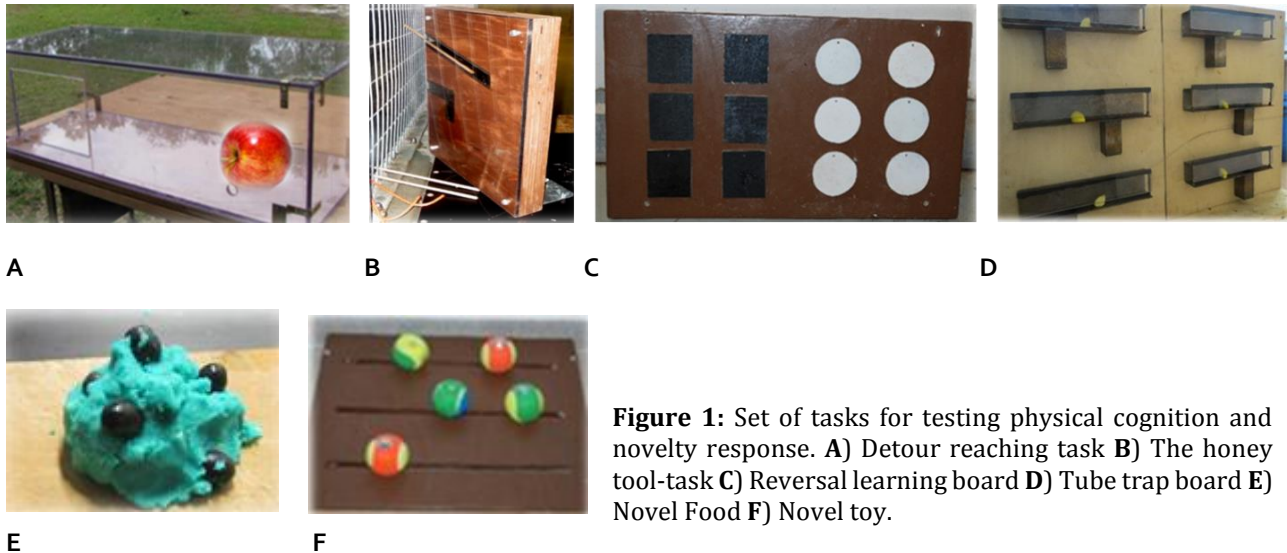 A
B
C
D
E
F
Figure 1: Set of tasks for testing physical cognition and
novelty response. A) Detour reaching task B) The honey
tool-task C) Reversal learning board D) Tube trap board E)
Novel Food F) Novel toy.